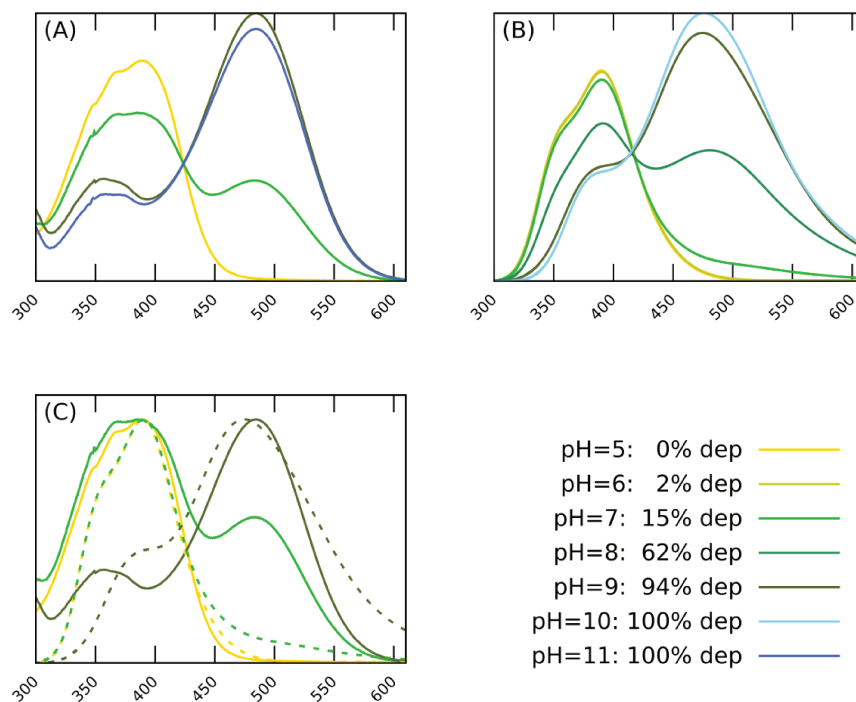 (A)
300 350 400 450 500 550 600
(B)
300 350 400 450 500 550 600
(C)
300 350 400 450 500 550 600
pH=5: 0% dep
pH=6: 2% dep
pH=7: 15% dep
pH=8: 62% dep
pH=9: 94% dep
pH=10: 100% dep
pH=11: 100% dep